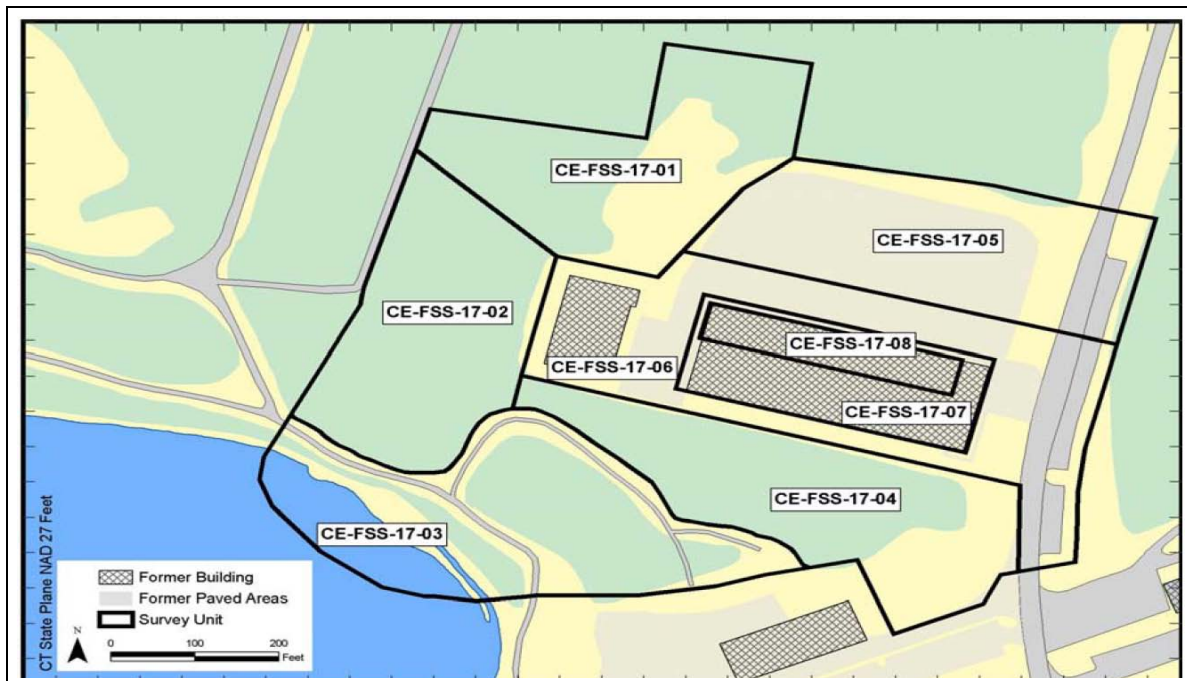 CE-FSS-17-01
CE-FSS-17-05
CE-FSS-17-02
CE-FSS-17-08
CE-FSS-17-06
CE-FSS-17-07
CE-FSS-17-04
CE-FSS-17-03
CT State Plane NAD 27 Feet
Former Building
Former Paved Areas
Survey Unit
N
0 100 200
Feet